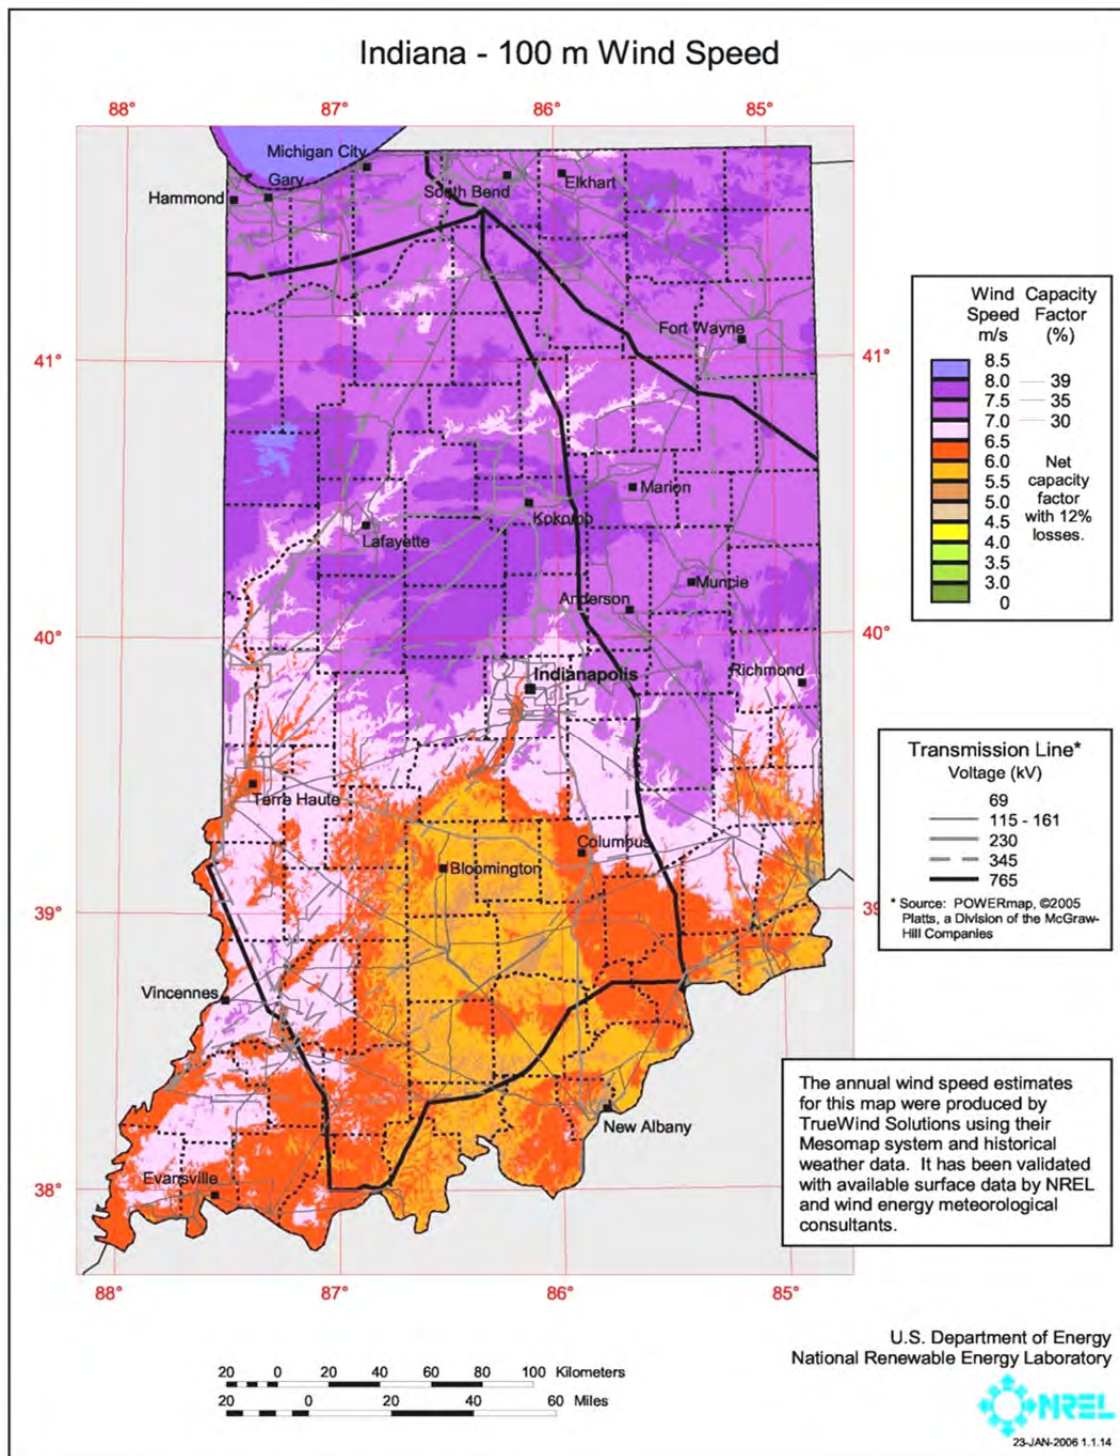 Indiana - 100 m Wind Speed
88° 87° 86° 85°
Michigan City
Gary
Hammond
South Bend
Elkhart
Fort Wayne
41° 41°
Marion
Kokomo
Lafayette
Muncie
Anderson
40° 40°
Richmond
Indianapolis
Terre Haute
Columbus
Bloomington
39° 39
Vincennes
New Albany
Evansville
38°
88° 87° 86° 85°
Wind Capacity
Speed Factor
m/s (%)
8.5
8.0 39
7.5 35
7.0 30
6.5
6.0
5.5
5.0
4.5
4.0
3.5
3.0
0
Net
capacity
factor
with 12%
losses.
Transmission Line*
Voltage (kV)
69
115 - 161
230
345
765
* Source: POWERmap, ©2005
Platts, a Division of the McGraw-
Hill Companies
The annual wind speed estimates
for this map were produced by
TrueWind Solutions using their
Mesomap system and historical
weather data. It has been validated
with available surface data by NREL
and wind energy meteorological
consultants.
20 0 20 40 60 80 100 Kilometers
20 0 20 40 60 Miles
U.S. Department of Energy
National Renewable Energy Laboratory
NREL
23-JAN-2006 1.1.14